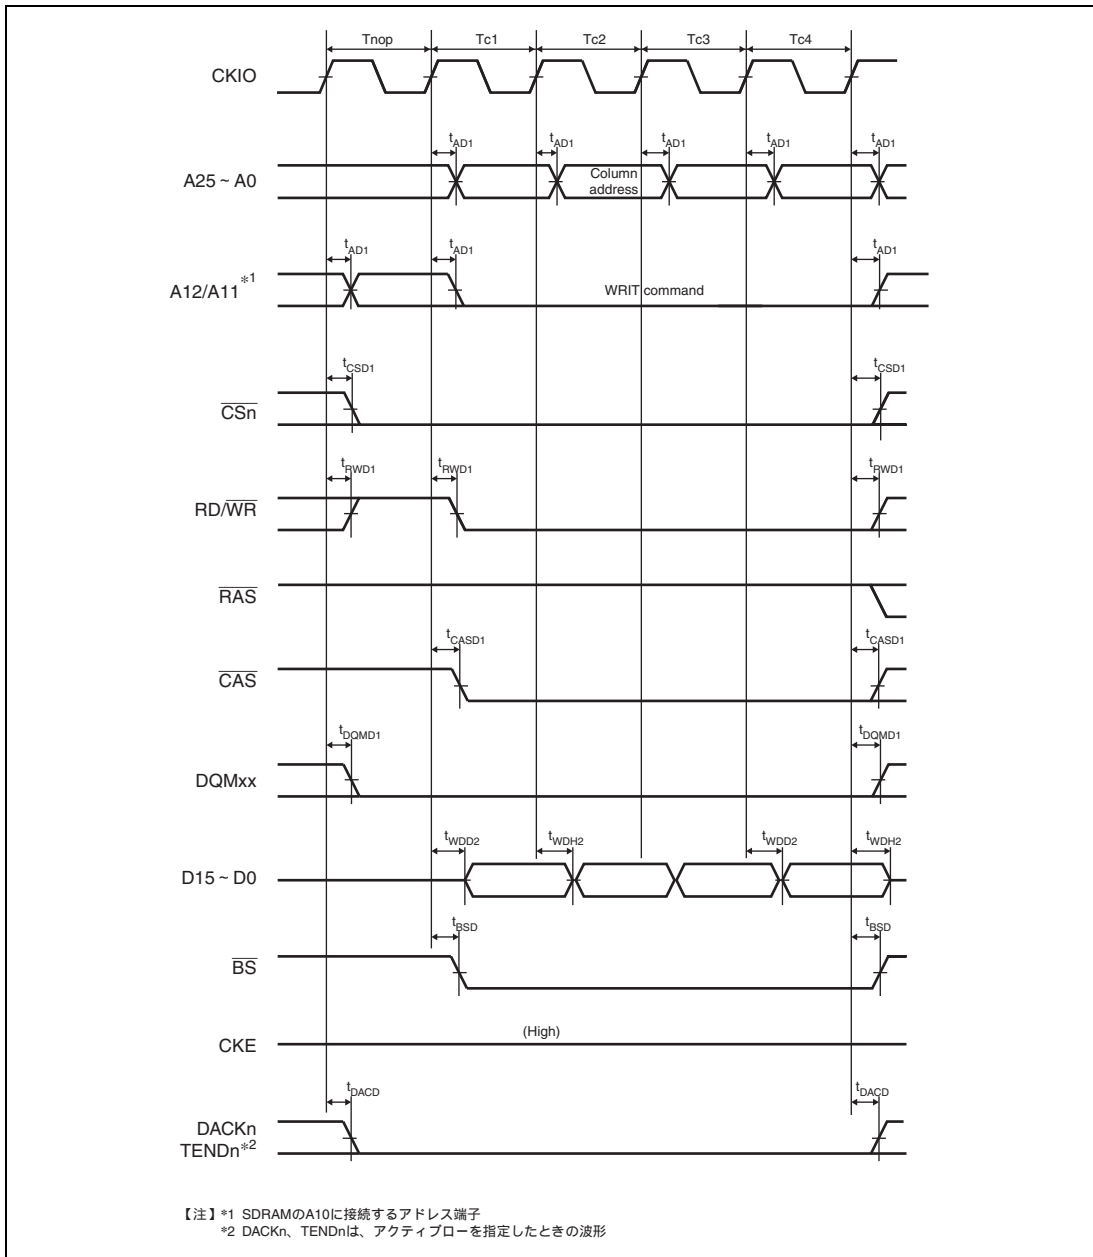 Tnop Tc1 Tc2 Tc3 Tc4
CKIO
tAD1 tAD1 tAD1 tAD1 tAD1
A25 ~ A0
Column
address
tAD1 tAD1 tAD1
A12/A11*1
WRIT command
tCSD1 tCSD1
CSn
tRWD1 tRWD1 tRWD1
RD/WR
RAS
tCASD1 tCASD1
CAS
tDQMD1 tDQMD1
DQMxx
tWDD2 tWDH2 tWDD2 tWDH2
D15 ~ D0
tBSD tBSD
BS
(High)
CKE
tDACD tDACD
DACKn
TENDn*2
【注】*1 SDRAMのA10に接続するアドレス端子
*2 DACKn、TENDnは、アクティブローを指定したときの波形